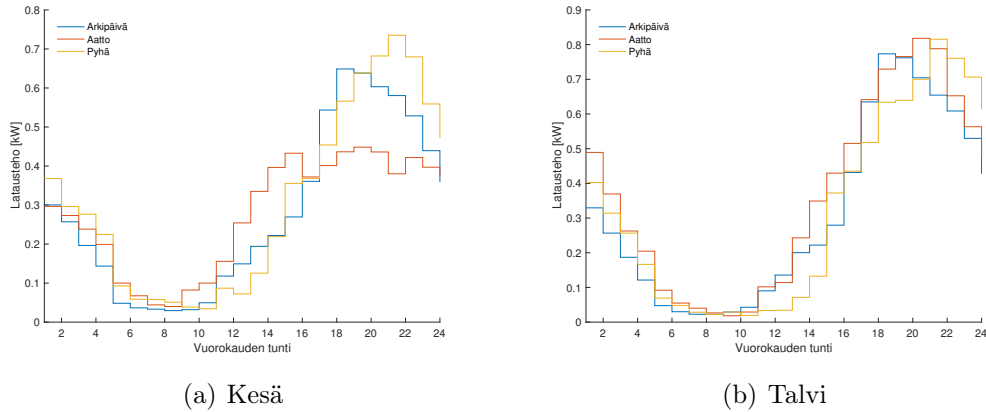 0.8
0.7
0.6
0.5
0.4
0.3
0.2
0.1
0
Lataustehο [kW]
Arkipäivä
Aatto
Pyhä
2 4 6 8 10 12 14 16 18 20 22 24
Vuorokauden tunti
(a) Kesä
0.9
0.8
0.7
0.6
0.5
0.4
0.3
0.2
0.1
0
Latausteho [kW]
Arkipäivä
Aatto
Pyhä
2 4 6 8 10 12 14 16 18 20 22 24
Vuorokauden tunti
(b) Talvi